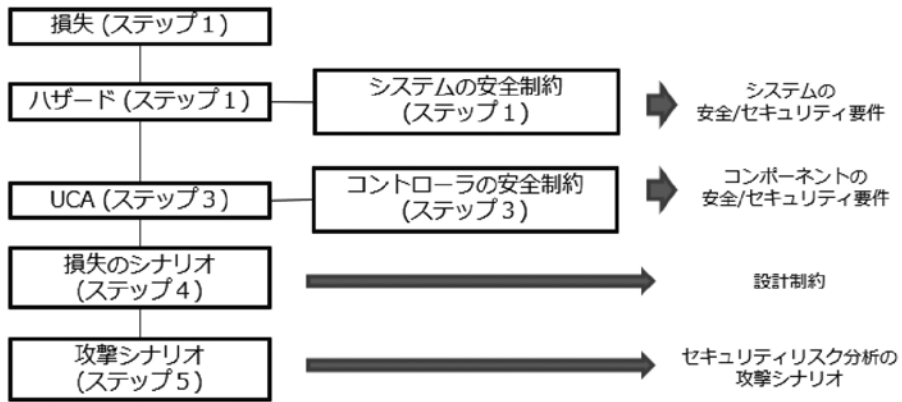 損失 (ステップ１)
ハザード (ステップ１)
システムの安全制約
(ステップ１)
システムの
安全/セキュリティ要件
UCA (ステップ３)
コントローラの安全制約
(ステップ３)
コンポーネントの
安全/セキュリティ要件
損失のシナリオ
(ステップ４)
設計制約
攻撃シナリオ
(ステップ５)
セキュリティリスク分析の
攻撃シナリオ